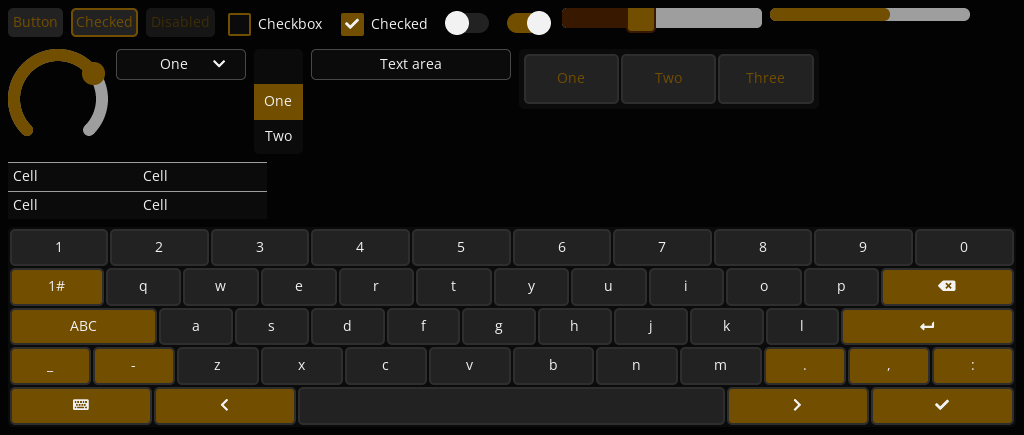 Button Checked Disabled Checkbox Checked
One Text area One Two Three
One
Two
Cell Cell
Cell Cell
1 2 3 4 5 6 7 8 9 0
1# q w e r t y u i o p
ABC a s d f g h j k l
_ - z x c v b n m . , :